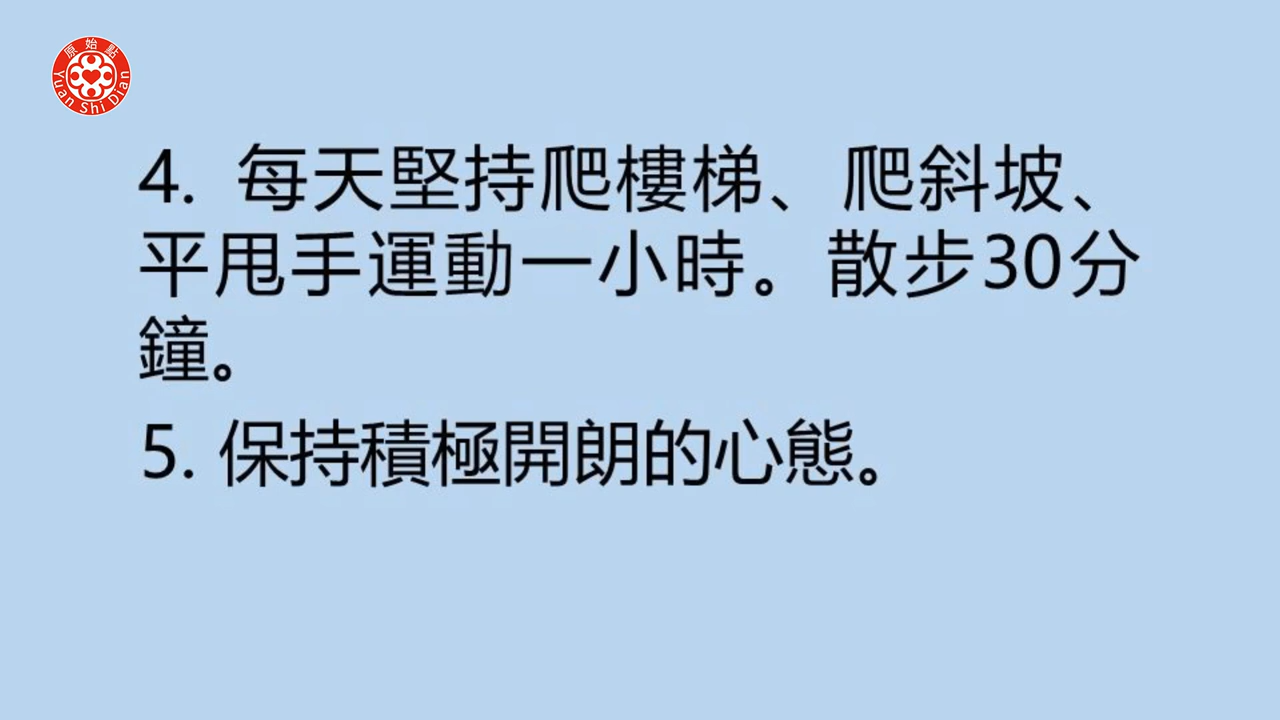 原始點
Yuan Shi Dian
4. 每天堅持爬樓梯、爬斜坡、
平甩手運動一小時。散步30分
鐘。
5. 保持積極開朗的心態。